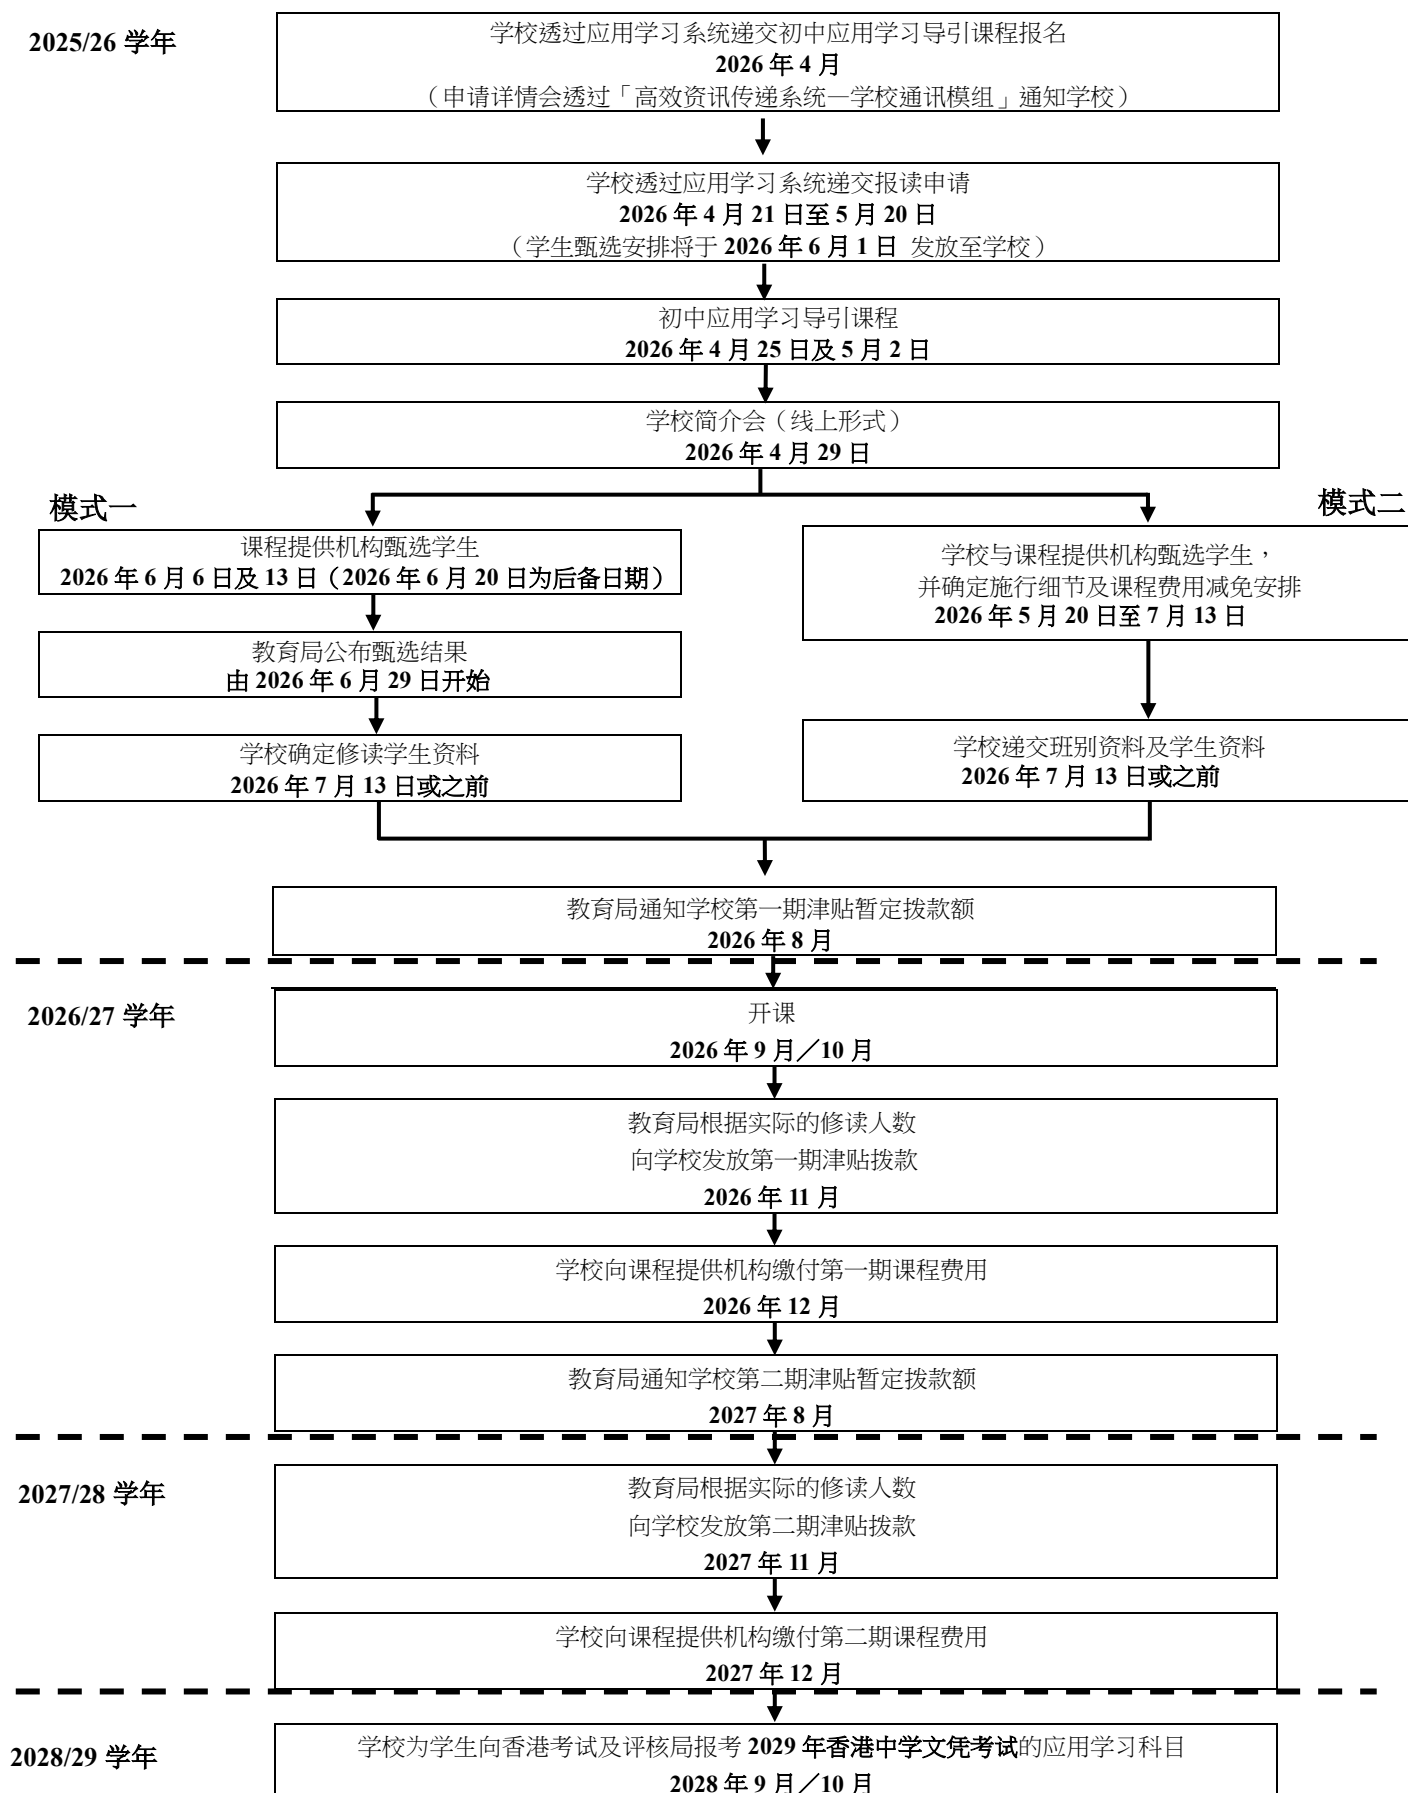 2025/26 学年
学校透过应用学习系统递交初中应用学习导引课程报名
2026 年 4 月
（申请详情会透过「高效资讯传递系统—学校通讯模组」通知学校）
学校透过应用学习系统递交报读申请
2026 年 4 月 21 日至 5 月 20 日
（学生甄选安排将于 2026 年 6 月 1 日 发放至学校）
初中应用学习导引课程
2026 年 4 月 25 日及 5 月 2 日
学校简介会（线上形式）
2026 年 4 月 29 日
模式一
课程提供机构甄选学生
2026 年 6 月 6 日及 13 日（2026 年 6 月 20 日为后备日期）
教育局公布甄选结果
由 2026 年 6 月 29 日开始
学校确定修读学生资料
2026 年 7 月 13 日或之前
模式二
学校与课程提供机构甄选学生，
并确定施行细节及课程费用减免安排
2026 年 5 月 20 日至 7 月 13 日
学校递交班别资料及学生资料
2026 年 7 月 13 日或之前
教育局通知学校第一期津贴暂定拨款额
2026 年 8 月
2026/27 学年
开课
2026 年 9 月／10 月
教育局根据实际的修读人数
向学校发放第一期津贴拨款
2026 年 11 月
学校向课程提供机构缴付第一期课程费用
2026 年 12 月
教育局通知学校第二期津贴暂定拨款额
2027 年 8 月
2027/28 学年
教育局根据实际的修读人数
向学校发放第二期津贴拨款
2027 年 11 月
学校向课程提供机构缴付第二期课程费用
2027 年 12 月
2028/29 学年
学校为学生向香港考试及评核局报考 2029 年香港中学文凭考试的应用学习科目
2028 年 9 月／10 月